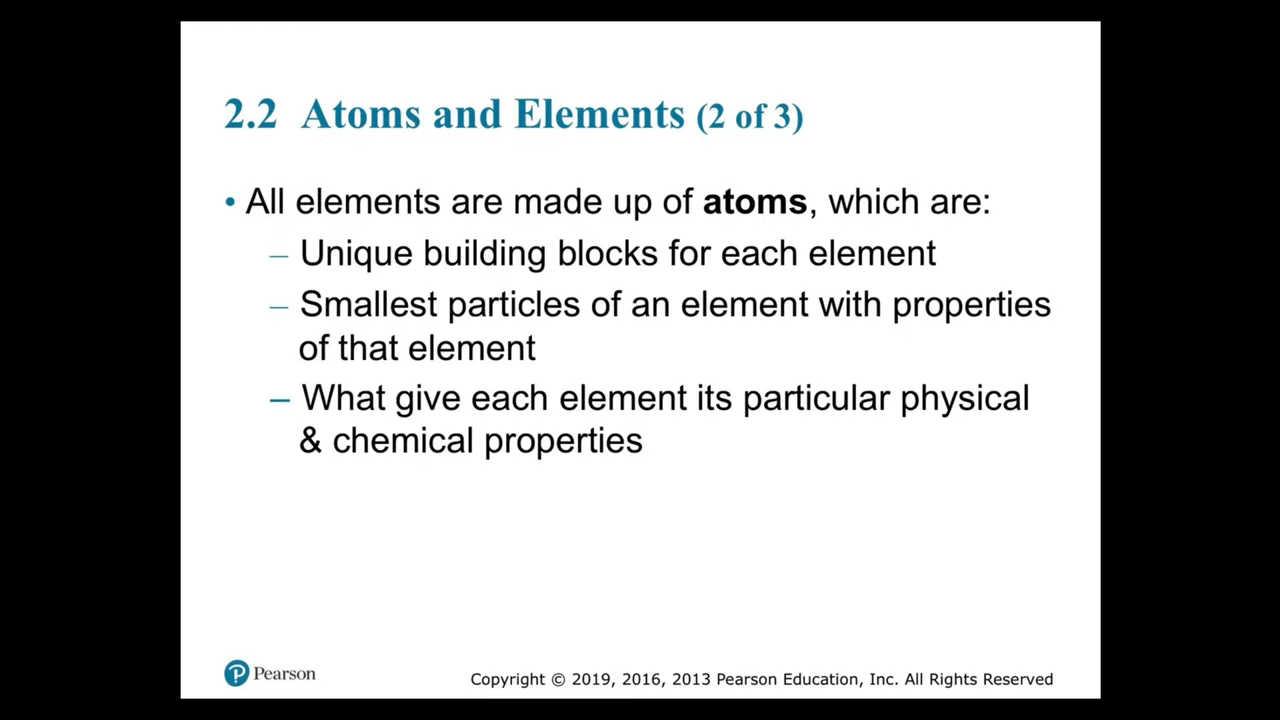 2.2 Atoms and Elements (2 of 3)
• All elements are made up of atoms, which are:
– Unique building blocks for each element
– Smallest particles of an element with properties
of that element
– What give each element its particular physical
& chemical properties
Pearson
Copyright © 2019, 2016, 2013 Pearson Education, Inc. All Rights Reserved